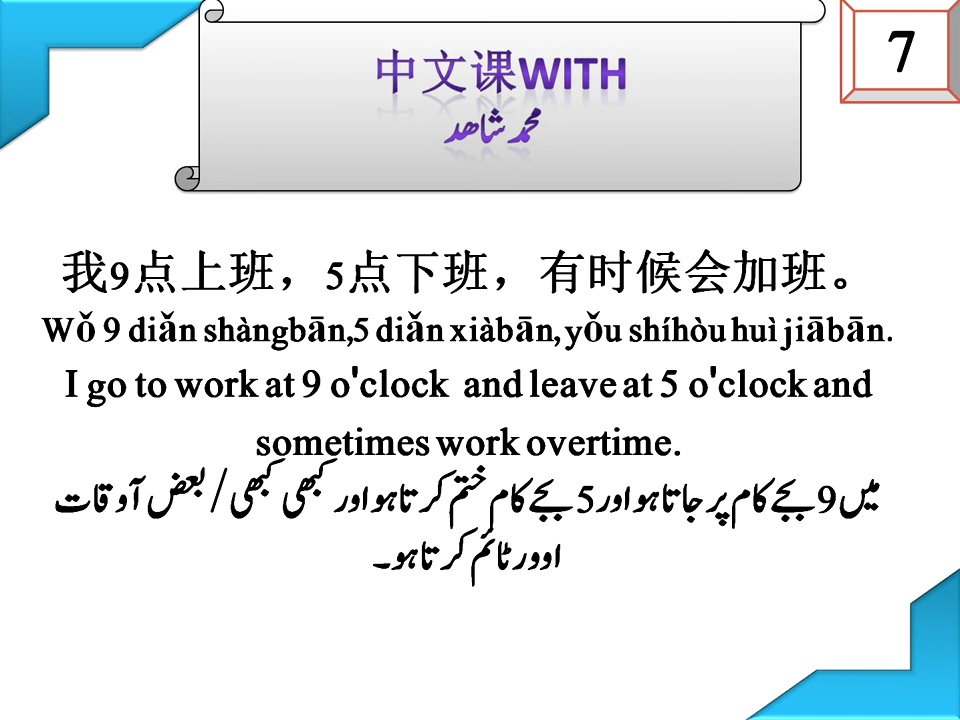 7
中文课WITH
محمد شاھد
我9点上班，5点下班，有时候会加班。
Wǒ 9 diǎn shàngbān,5 diǎn xiàbān, yǒu shíhòu huì jiābān.
I go to work at 9 o'clock and leave at 5 o'clock and
sometimes work overtime.
میں 9 بجے کام پر جاتا ہو اور 5 بجے کام ختم کرتا ہو اور کبھی کبھی / بعض آوقات
اوور ٹائم کرتا ہو۔